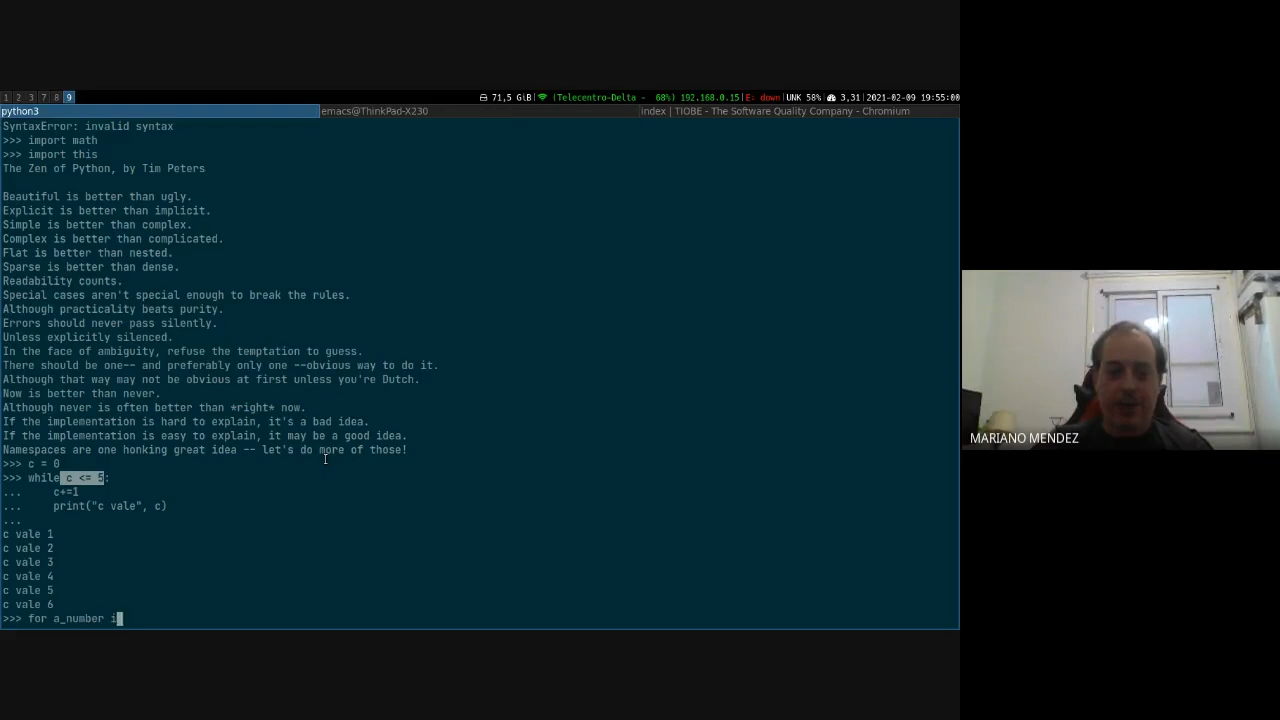 1 2 3 7 8 9 71,5 GiB| |(Telecentro-Delta - 68%) 192.168.0.15|E: down|UNK 58%| 3,31|2021-02-09 19:55:00
python3 emacs@ThinkPad-X230 index | TIOBE - The Software Quality Company - Chromium
SyntaxError: invalid syntax
>>> import math
>>> import this
The Zen of Python, by Tim Peters
Beautiful is better than ugly.
Explicit is better than implicit.
Simple is better than complex.
Complex is better than complicated.
Flat is better than nested.
Sparse is better than dense.
Readability counts.
Special cases aren't special enough to break the rules.
Although practicality beats purity.
Errors should never pass silently.
Unless explicitly silenced.
In the face of ambiguity, refuse the temptation to guess.
There should be one-- and preferably only one --obvious way to do it.
Although that way may not be obvious at first unless you're Dutch.
Now is better than never.
Although never is often better than *right* now.
If the implementation is hard to explain, it's a bad idea.
If the implementation is easy to explain, it may be a good idea.
Namespaces are one honking great idea -- let's do more of those!
>>> c = 0
>>> while c <= 5:
...     c+=1
...     print("c vale", c)
...
c vale 1
c vale 2
c vale 3
c vale 4
c vale 5
c vale 6
>>> for a_number i
MARIANO MENDEZ